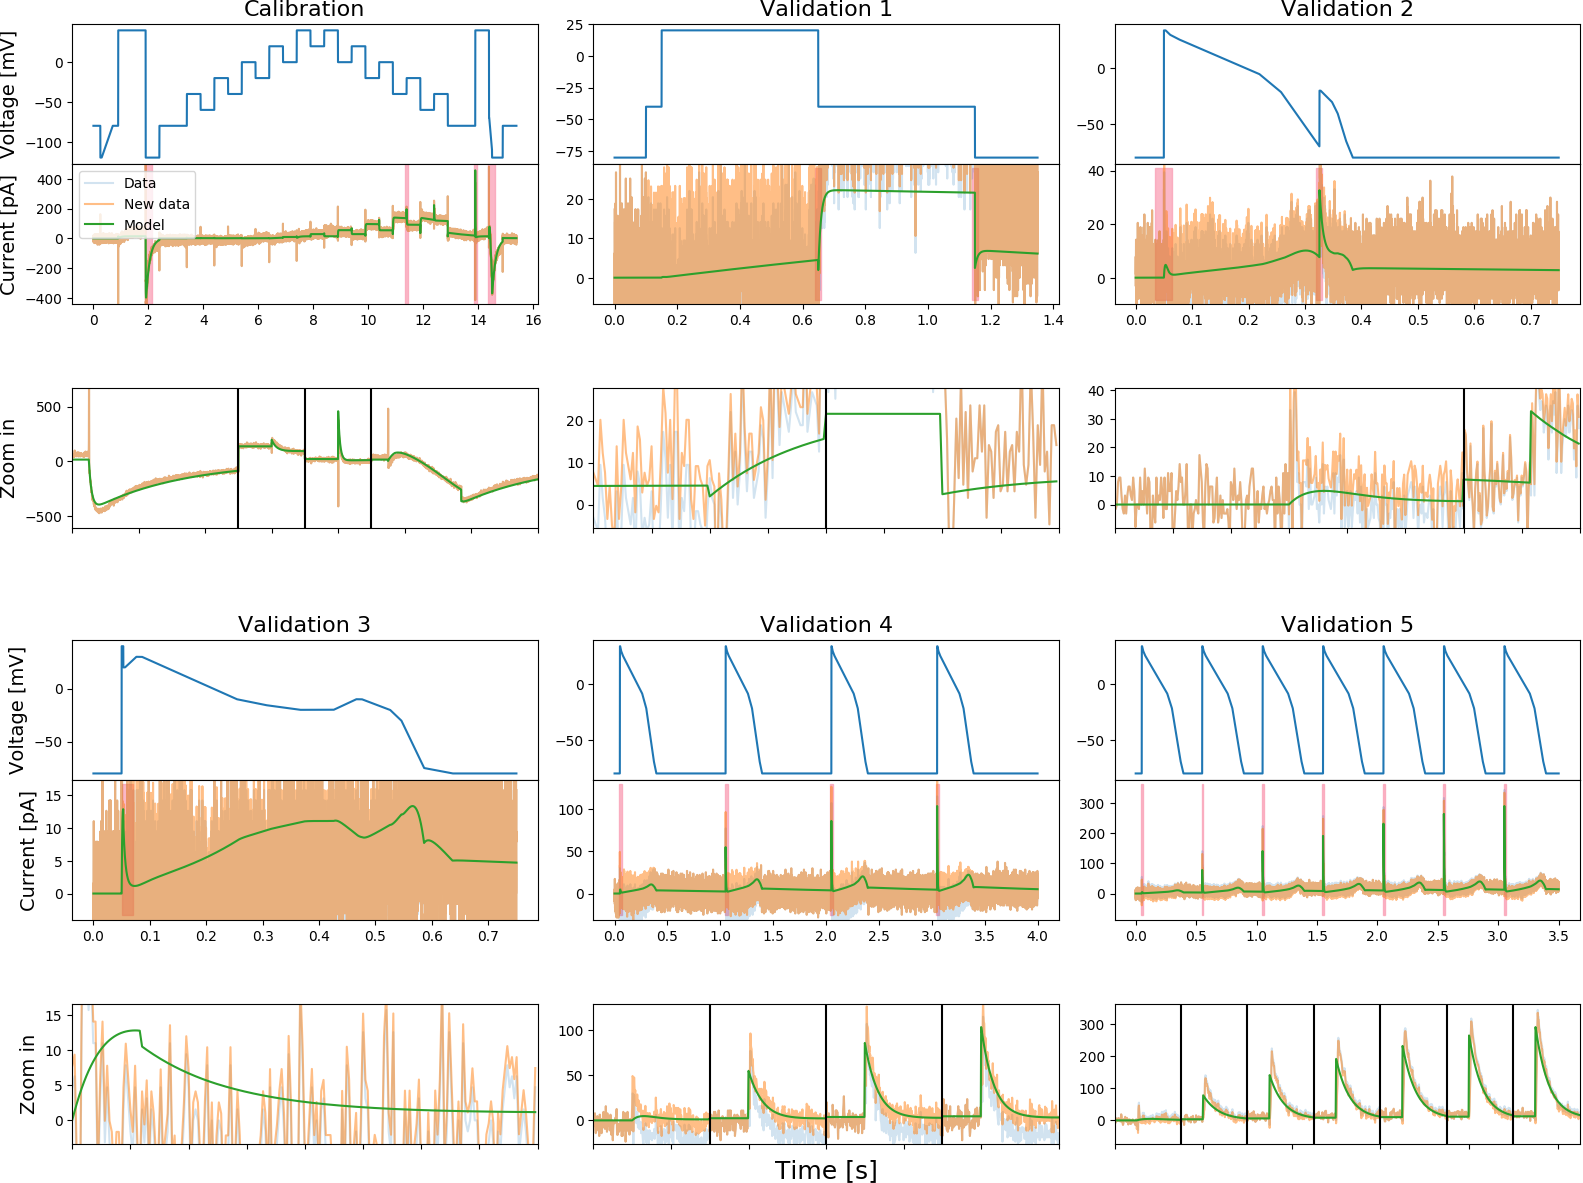 Calibration
Validation 1
Validation 2
Voltage [mV]
0
−50
−100
25
0
−25
−50
−75
0
−50
Current [pA]
400
200
0
−200
−400
Data
New data
Model
20
10
0
40
20
0
0 2 4 6 8 10 12 14 16
0.0 0.2 0.4 0.6 0.8 1.0 1.2 1.4
0.0 0.1 0.2 0.3 0.4 0.5 0.6 0.7
Zoom in
500
0
−500
20
10
0
40
30
20
10
0
Validation 3
Validation 4
Validation 5
Voltage [mV]
0
−50
0
−50
0
−50
Current [pA]
15
10
5
0
100
50
0
300
200
100
0
0.0 0.1 0.2 0.3 0.4 0.5 0.6 0.7
0.0 0.5 1.0 1.5 2.0 2.5 3.0 3.5 4.0
0.0 0.5 1.0 1.5 2.0 2.5 3.0 3.5
Zoom in
15
10
5
0
100
50
0
300
200
100
0
Time [s]